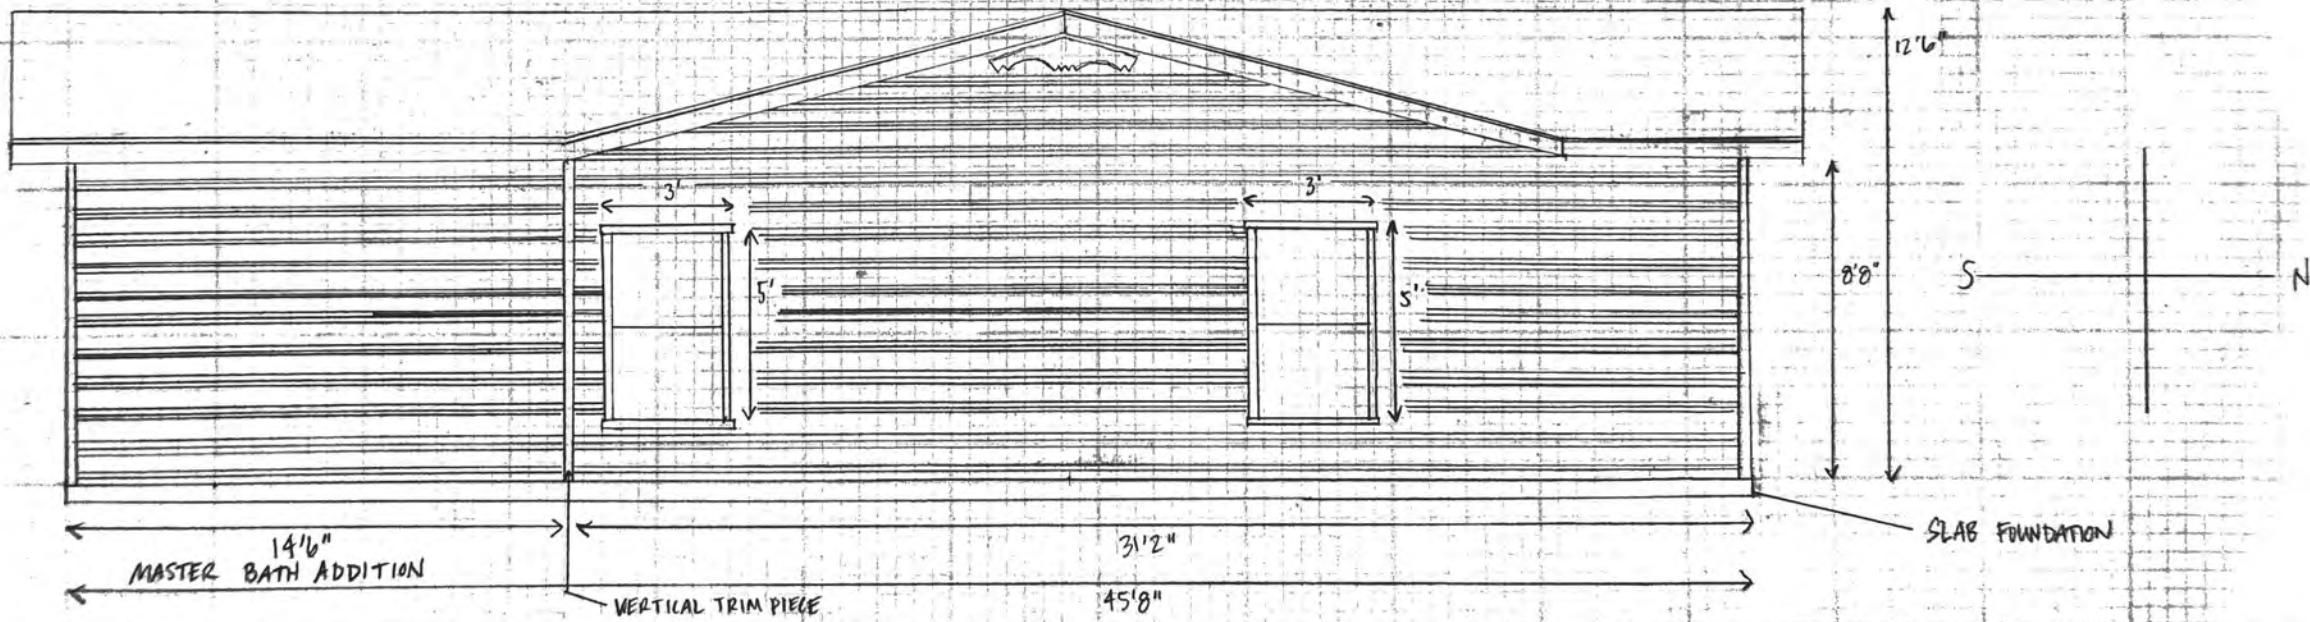 12'6"
3'
3'
5'
5'
8'8"
S
N
14'6"
31'2"
SLAB FOUNDATION
MASTER BATH ADDITION
45'8"
VERTICAL TRIM PIECE